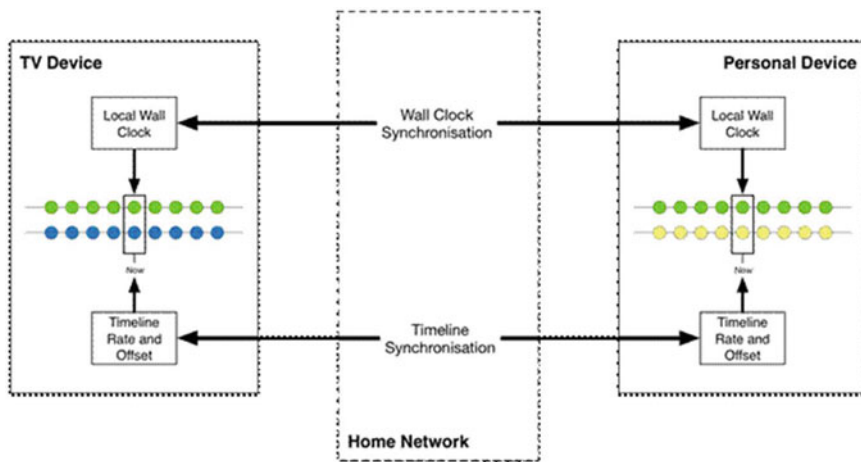 TV Device
Personal Device
Local Wall
Clock
Wall Clock
Synchronisation
Local Wall
Clock
Now
Now
Timeline
Rate and
Offset
Timeline
Synchronisation
Timeline
Rate and
Offset
Home Network